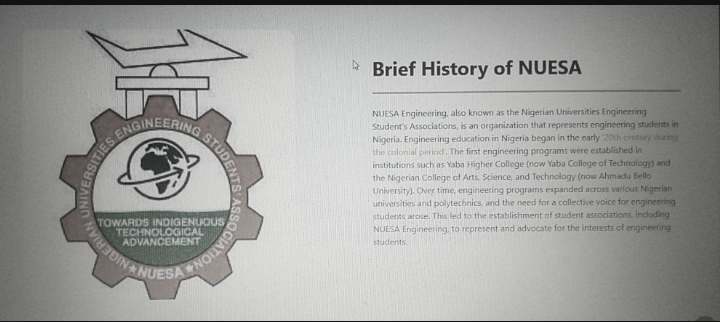 NIGERIAN UNIVERSITIES ENGINEERING STUDENTS ASSOCIATION
TOWARDS INDIGENUOUS
TECHNOLOGICAL
ADVANCEMENT
NUESA
Brief History of NUESA
NUESA Engineering, also known as the Nigerian Universities Engineering
Student's Associations, is an organization that represents engineering students in
Nigeria. Engineering education in Nigeria began in the early '20th century during
the colonial period'. The first engineering programs were established in
institutions such as Yaba Higher College (now Yaba College of Technology) and
the Nigerian College of Arts, Science, and Technology (now Ahmadu Bello
University). Over time, engineering programs expanded across various Nigerian
universities and polytechnics, and the need for a collective voice for engineering
students arose. This led to the establishment of student associations, including
NUESA Engineering, to represent and advocate for the interests of engineering
students.